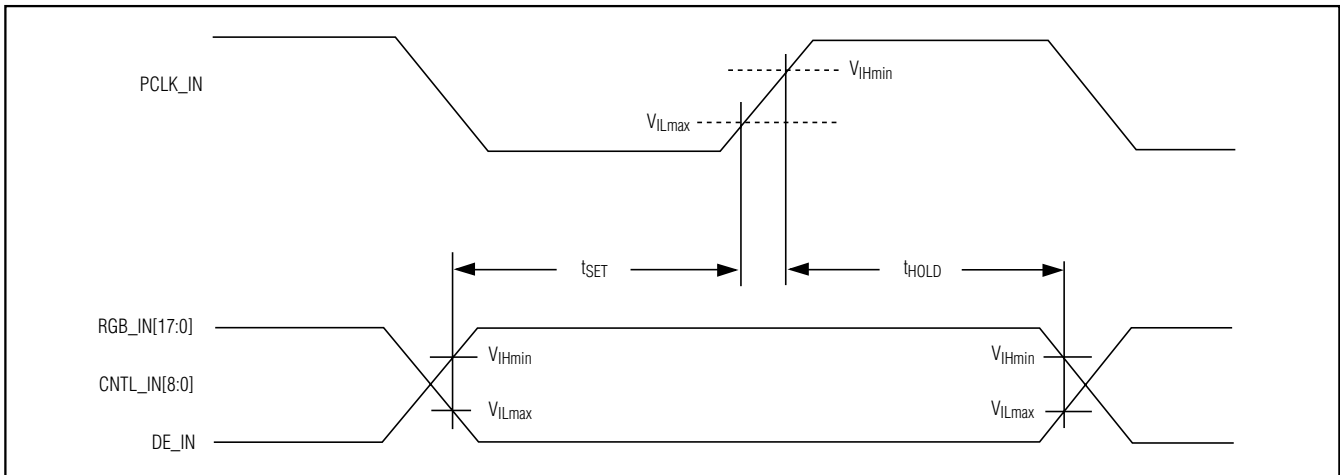 PCLK_IN
VIHmin
VILmax
tSET
tHOLD
RGB_IN[17:0]
VIHmin
VIHmin
CNTL_IN[8:0]
VILmax
VILmax
DE_IN